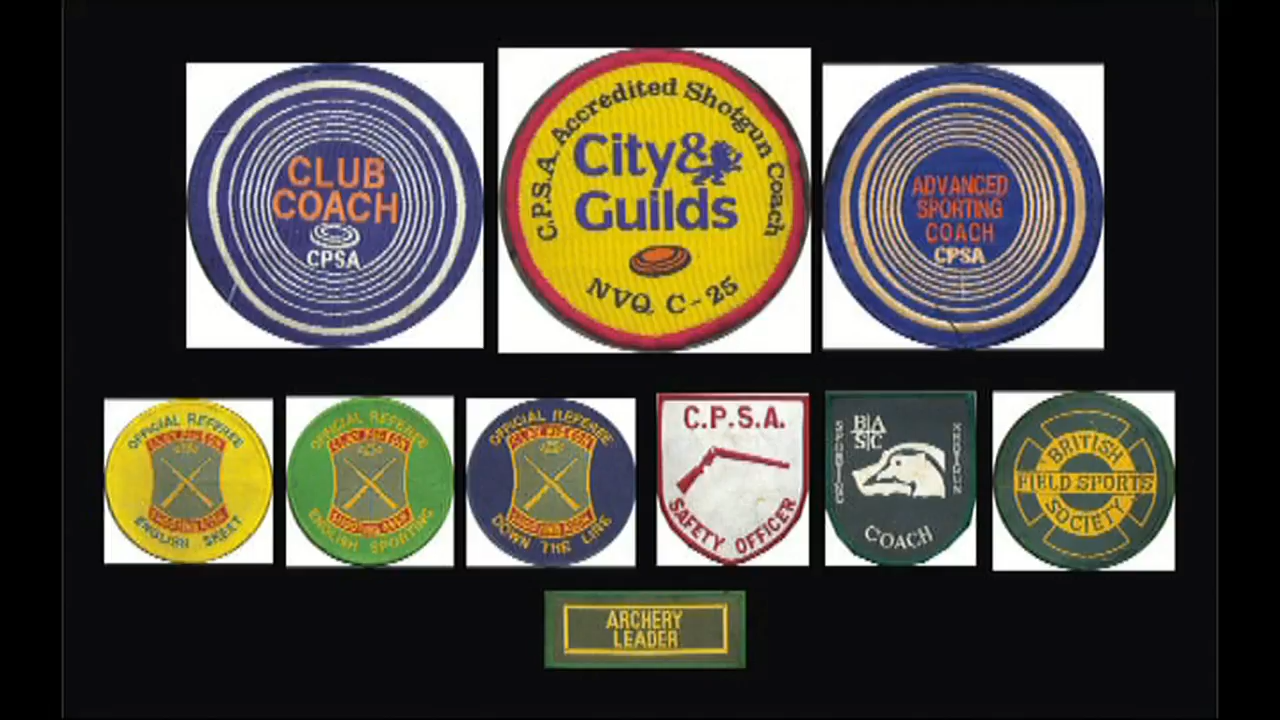 CLUB
COACH
CPSA
C.P.S.A. Accredited Shotgun Coach
City&
Guilds
NVQ. C-25
ADVANCED
SPORTING
COACH
CPSA
OFFICIAL REFEREE
ENGLISH SKEET
OFFICIAL REFEREE
ENGLISH SPORTING
OFFICIAL REFEREE
DOWN THE LINE
C.P.S.A.
SAFETY OFFICER
BA
SC
SPORTING
SHOTGUN
COACH
BRITISH
FIELD SPORTS
SOCIETY
ARCHERY
LEADER